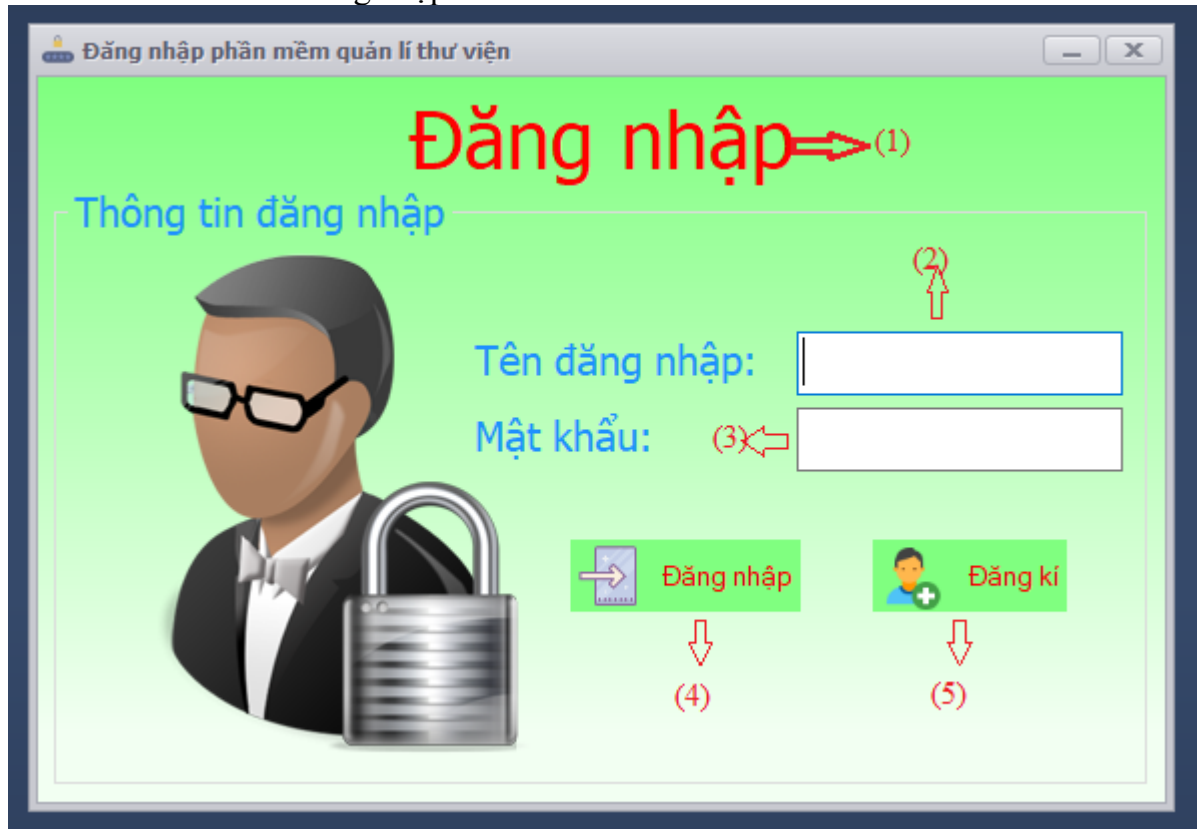 Đăng nhập phần mềm quản lí thư viện
Đăng nhập (1)
Thông tin đăng nhập
(2)
Tên đăng nhập:
Mật khẩu: (3)
Đăng nhập Đăng kí
(4) (5)